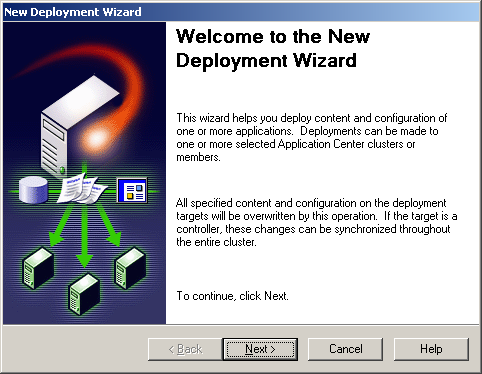 New Deployment Wizard
Welcome to the New
Deployment Wizard
This wizard helps you deploy content and configuration of
one or more applications. Deployments can be made to
one or more selected Application Center clusters or
members.
All specified content and configuration on the deployment
targets will be overwritten by this operation. If the target is a
controller, these changes can be synchronized throughout
the entire cluster.
To continue, click Next.
< Back
Next >
Cancel
Help